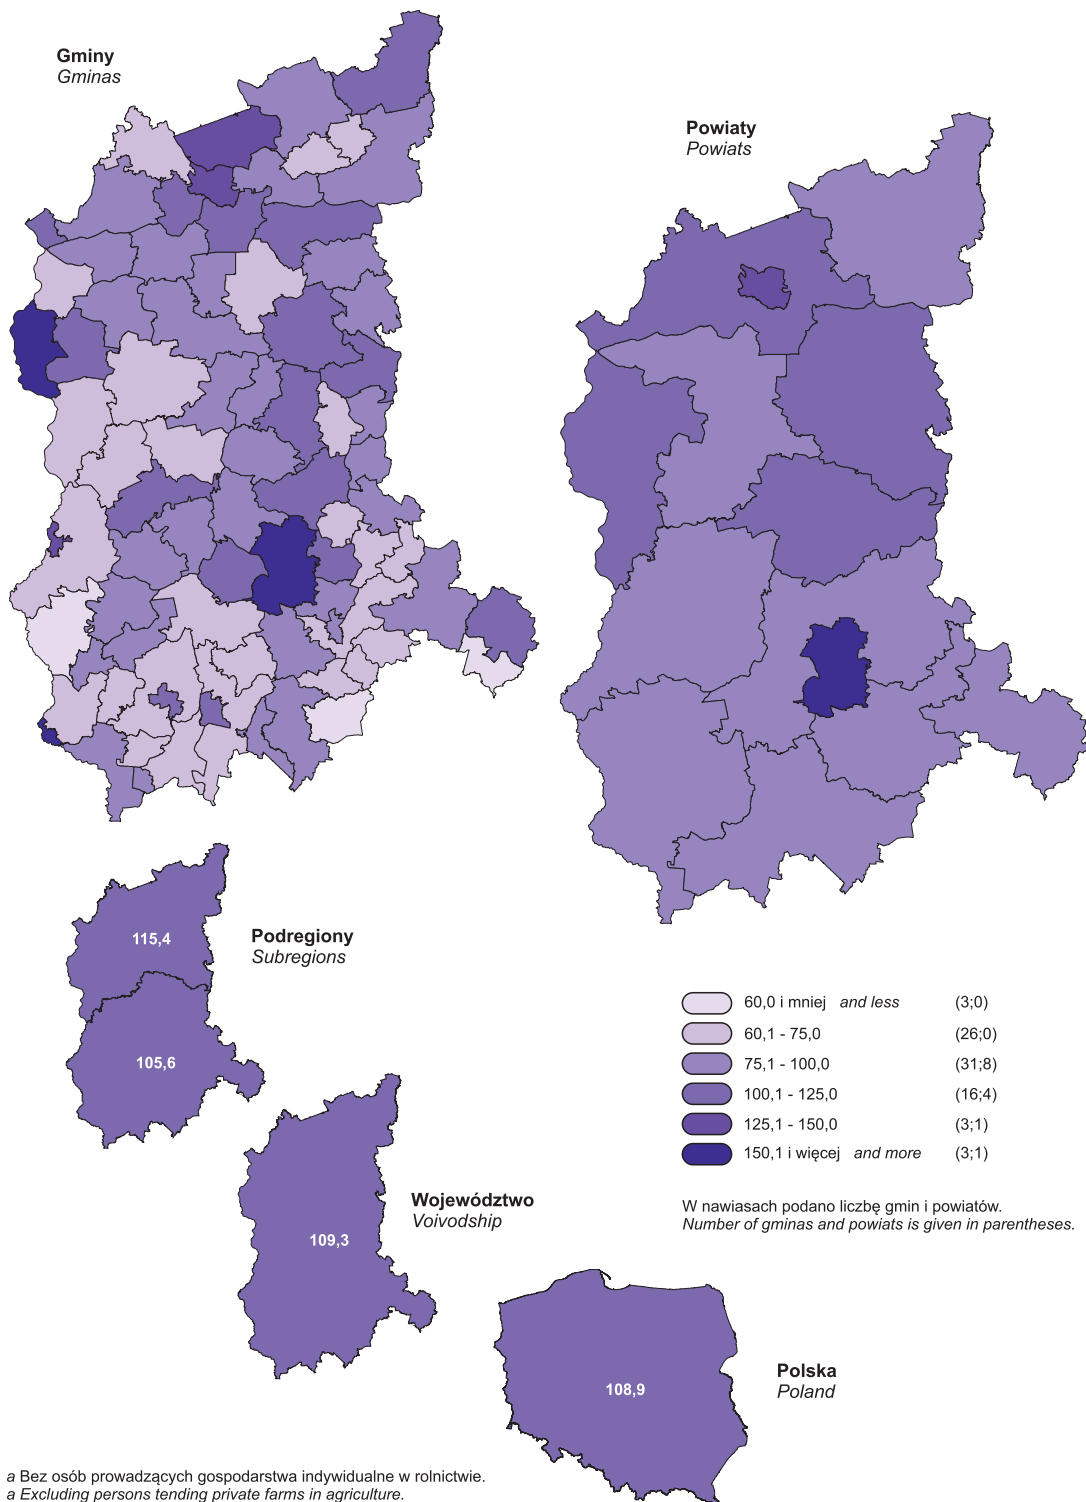 Gminy
Gminas
Powiaty
Powiats
115,4
105,6
Podregiony
Subregions
60,0 i mniej and less (3;0)
60,1 - 75,0 (26;0)
75,1 - 100,0 (31;8)
100,1 - 125,0 (16;4)
125,1 - 150,0 (3;1)
150,1 i więcej and more (3;1)
W nawiasach podano liczbę gmin i powiatów.
Number of gminas and powiats is given in parentheses.
109,3
Województwo
Voivodship
108,9
Polska
Poland
a Bez osób prowadzących gospodarstwa indywidualne w rolnictwie.
a Excluding persons tending private farms in agriculture.